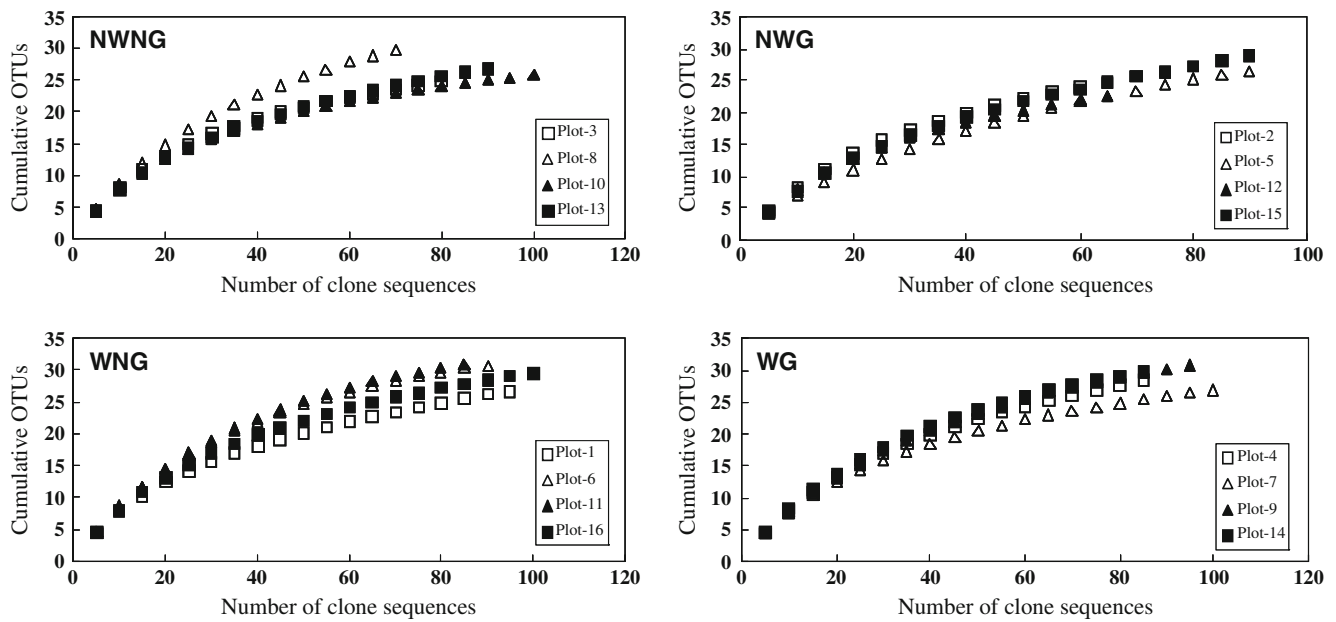 NWNG
Cumulative OTUs
35
30
25
20
15
10
5
0
0 20 40 60 80 100 120
Number of clone sequences
Plot-3
Plot-8
Plot-10
Plot-13
NWG
Cumulative OTUs
35
30
25
20
15
10
5
0
0 20 40 60 80 100
Number of clone sequences
Plot-2
Plot-5
Plot-12
Plot-15
WNG
Cumulative OTUs
35
30
25
20
15
10
5
0
0 20 40 60 80 100 120
Number of clone sequences
Plot-1
Plot-6
Plot-11
Plot-16
WG
Cumulative OTUs
35
30
25
20
15
10
5
0
0 20 40 60 80 100 120
Number of clone sequences
Plot-4
Plot-7
Plot-9
Plot-14